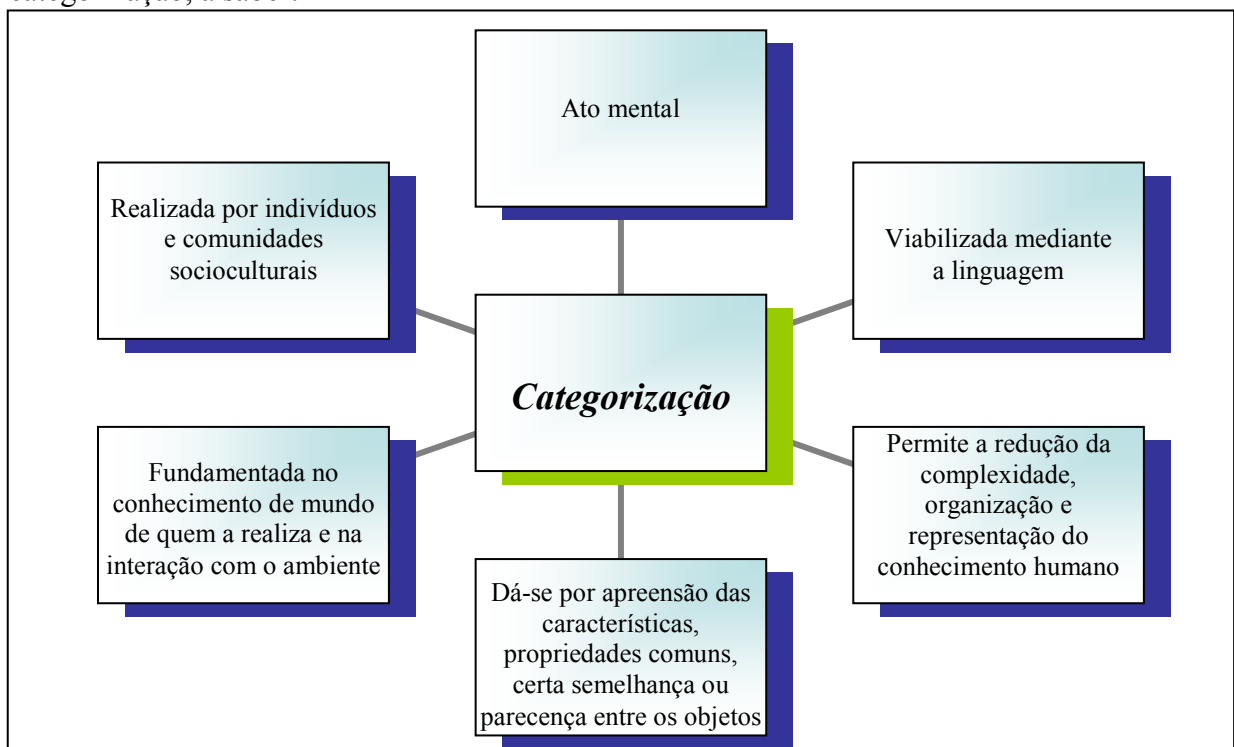 Ato mental
Realizada por indivíduos
e comunidades
socioculturais
Viabilizada mediante
a linguagem
Categorização
Fundamentada no
conhecimento de mundo
de quem a realiza e na
interação com o ambiente
Permite a redução da
complexidade,
organização e
representação do
conhecimento humano
Dá-se por apreensão das
características,
propriedades comuns,
certa semelhança ou
parecença entre os objetos